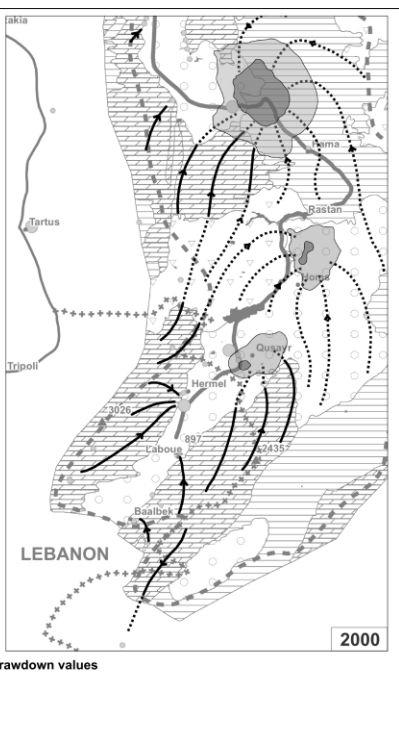 akia
Hama
Rastan
Tartus
Homs
Qusayr
Tripoli
Hermel
3026
897
2435
Laboue
Baalbek
LEBANON
2000
rawdown values